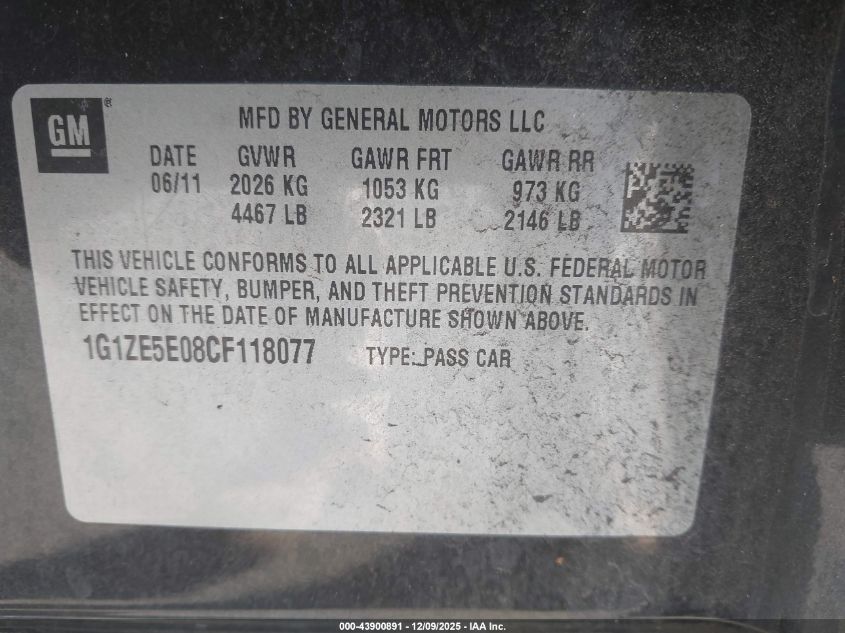 GM®
MFD BY GENERAL MOTORS LLC
DATE GVWR GAWR FRT GAWR RR
06/11 2026 KG 1053 KG 973 KG
4467 LB 2321 LB 2146 LB
THIS VEHICLE CONFORMS TO ALL APPLICABLE U.S. FEDERAL MOTOR
VEHICLE SAFETY, BUMPER, AND THEFT PREVENTION STANDARDS IN
EFFECT ON THE DATE OF MANUFACTURE SHOWN ABOVE.
1G1ZE5E08CF118077 TYPE: PASS CAR
000-43900891 - 12/09/2025 - IAA Inc.